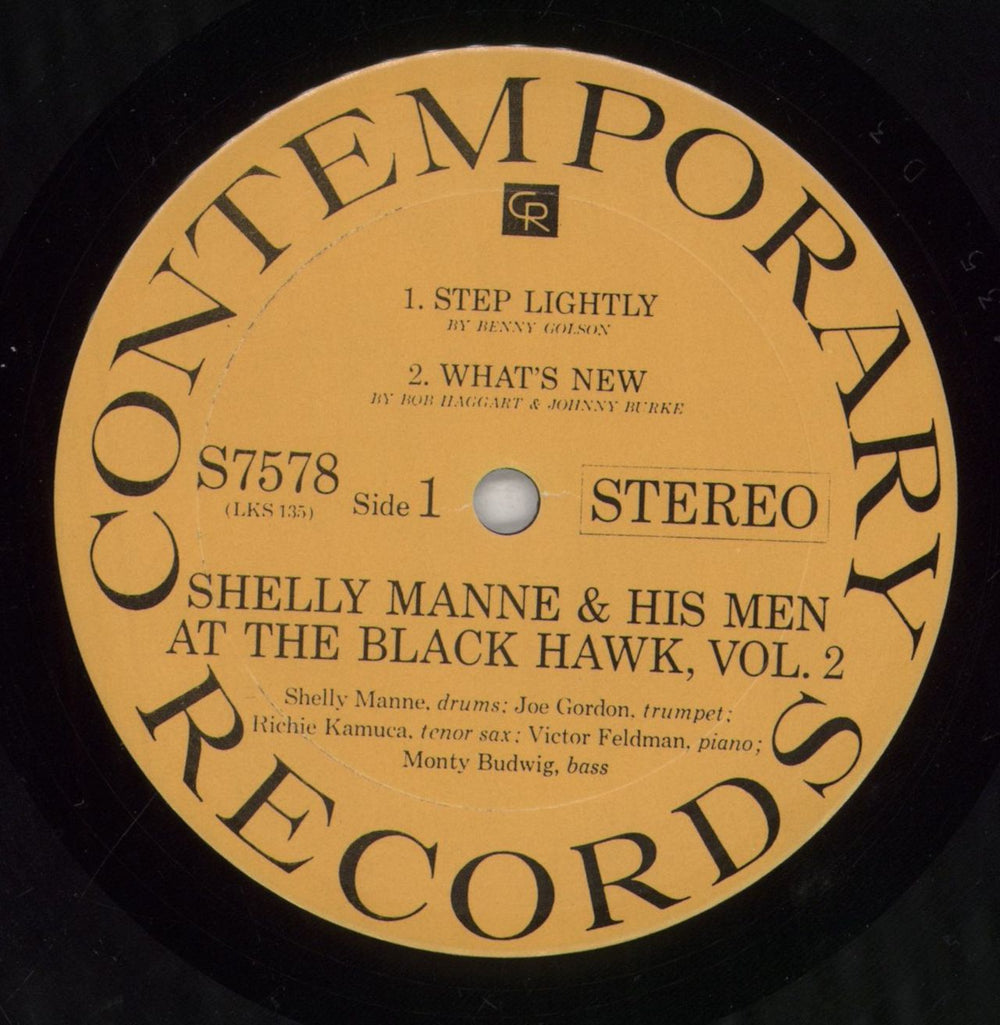 CONTEMPORARY
CR
1. STEP LIGHTLY
BY BENNY GOLSON
2. WHAT'S NEW
BY BOB HAGGART & JOHNNY BURKE
S7578
(LKS 135)
Side 1
STEREO
SHELLY MANNE & HIS MEN
AT THE BLACK HAWK, VOL. 2
Shelly Manne, drums; Joe Gordon, trumpet;
Richie Kamuca, tenor sax; Victor Feldman, piano;
Monty Budwig, bass
RECORDS